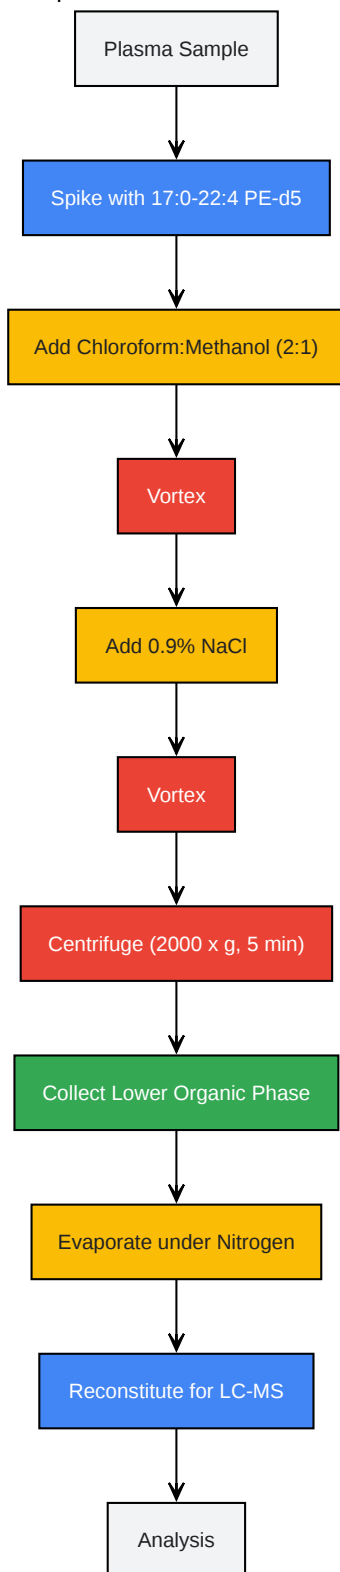 Plasma Sample
Spike with 17:0-22:4 PE-d5
Add Chloroform:Methanol (2:1)
Vortex
Add 0.9% NaCl
Vortex
Centrifuge (2000 x g, 5 min)
Collect Lower Organic Phase
Evaporate under Nitrogen
Reconstitute for LC-MS
Analysis